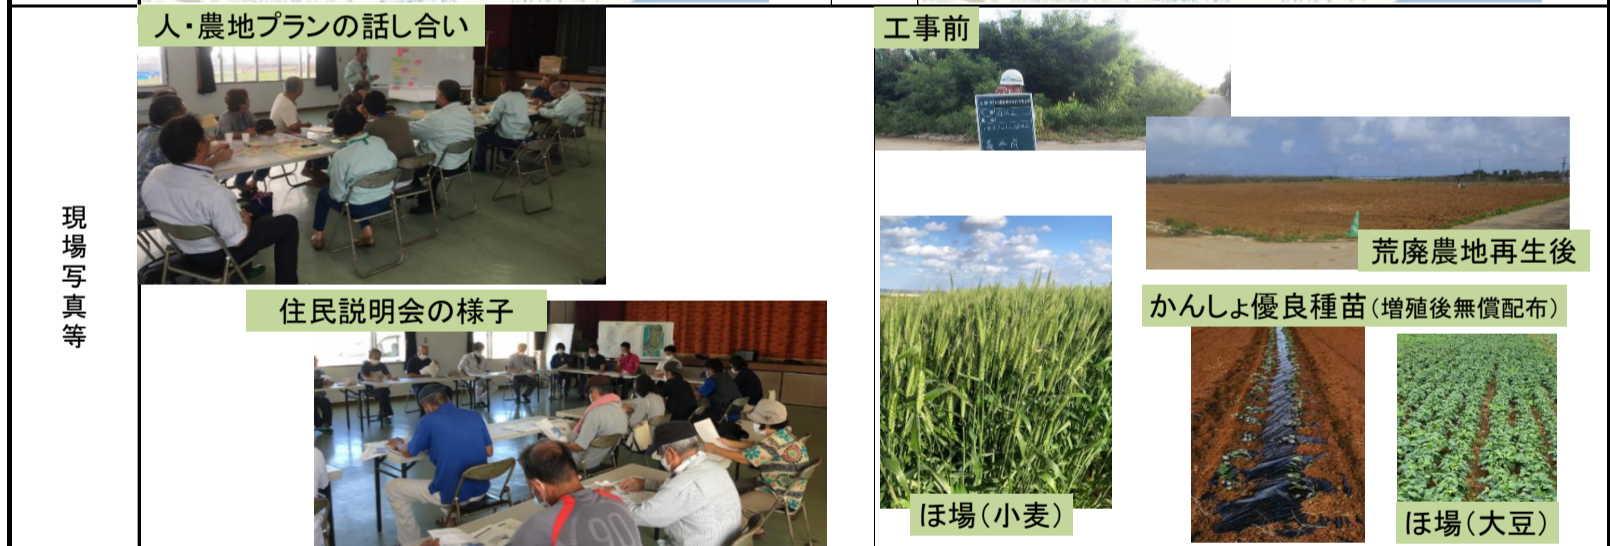 現場写真等
人・農地プランの話し合い
住民説明会の様子
工事前
荒廃農地再生後
かんしょ優良種苗(増殖後無償配布)
ほ場(小麦)
ほ場(大豆)